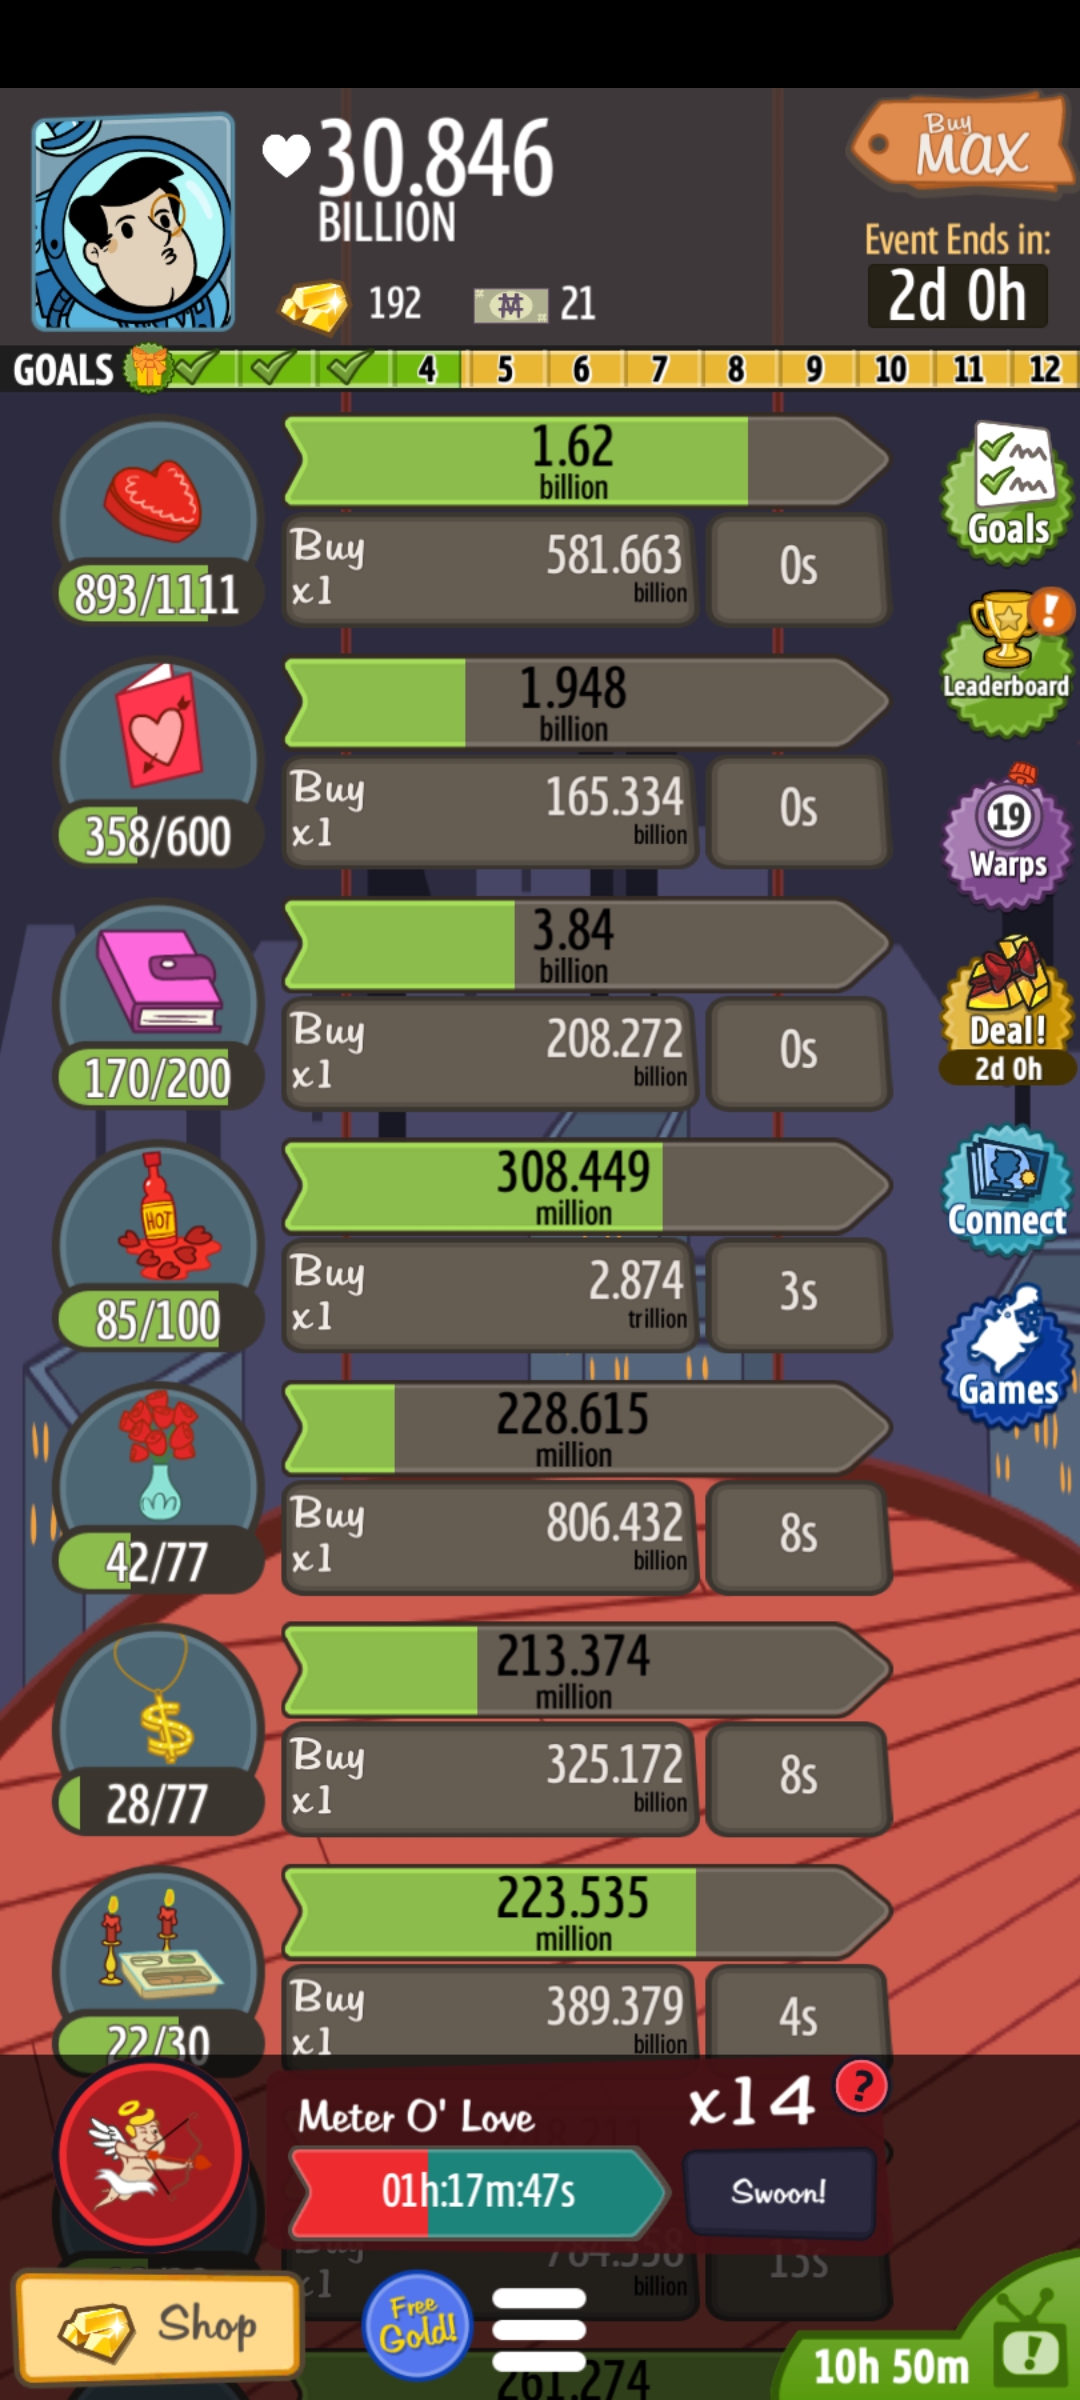 30.846
BILLION
192
21
Buy
MAX
Event Ends in:
2d 0h
GOALS
4
5
6
7
8
9
10
11
12
1.62
billion
Buy
x1
581.663
billion
0s
893/1111
Goals
Leaderboard
1.948
billion
Buy
x1
165.334
billion
0s
358/600
19
Warps
3.84
billion
Buy
x1
208.272
billion
0s
170/200
Deal!
2d 0h
HOT
308.449
million
Buy
x1
2.874
trillion
3s
85/100
Connect
228.615
million
Buy
x1
806.432
billion
8s
42/77
Games
213.374
million
Buy
x1
325.172
billion
8s
28/77
223.535
million
Buy
x1
389.379
billion
4s
22/30
Meter O' Love
x14
?
01h:17m:47s
Swoon!
Buy
x1
784.558
billion
13s
Shop
Free
Gold!
261.274
10h 50m